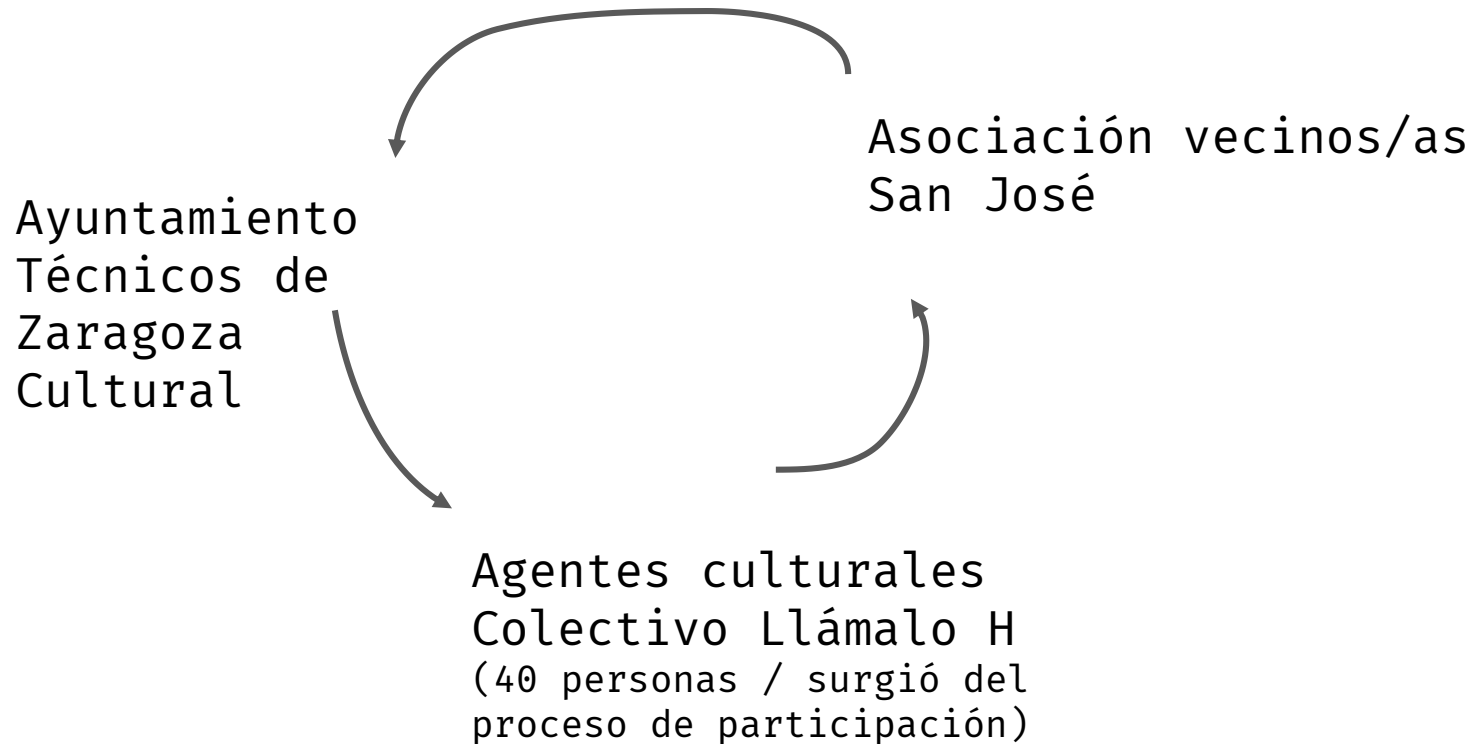 Asociación vecinos/as
San José
Ayuntamiento
Técnicos de
Zaragoza
Cultural
Agentes culturales
Colectivo Llámalo H
(40 personas / surgió del
proceso de participación)